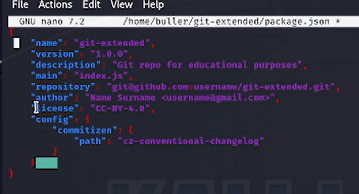 File Actions Edit View Help
GNU nano 7.2 /home/buller/git-extended/package.json *
{
"name": "git-extended",
"version": "1.0.0",
"description": "Git repo for educational purposes",
"main": "index.js",
"repository": "git@github.com:username/git-extended.git",
"author": "Name Surname <username@gmail.com>",
"license": "CC-BY-4.0",
"config": {
"commitizen": {
"path": "cz-conventional-changelog"
}
}